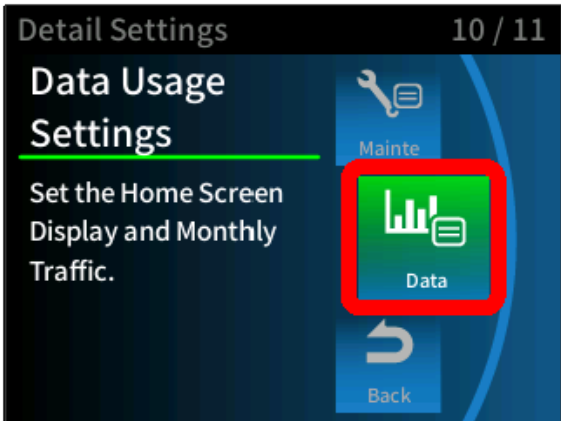 Detail Settings 10 / 11
Data Usage
Settings
Set the Home Screen
Display and Monthly
Traffic.
Mainte
Data
Back